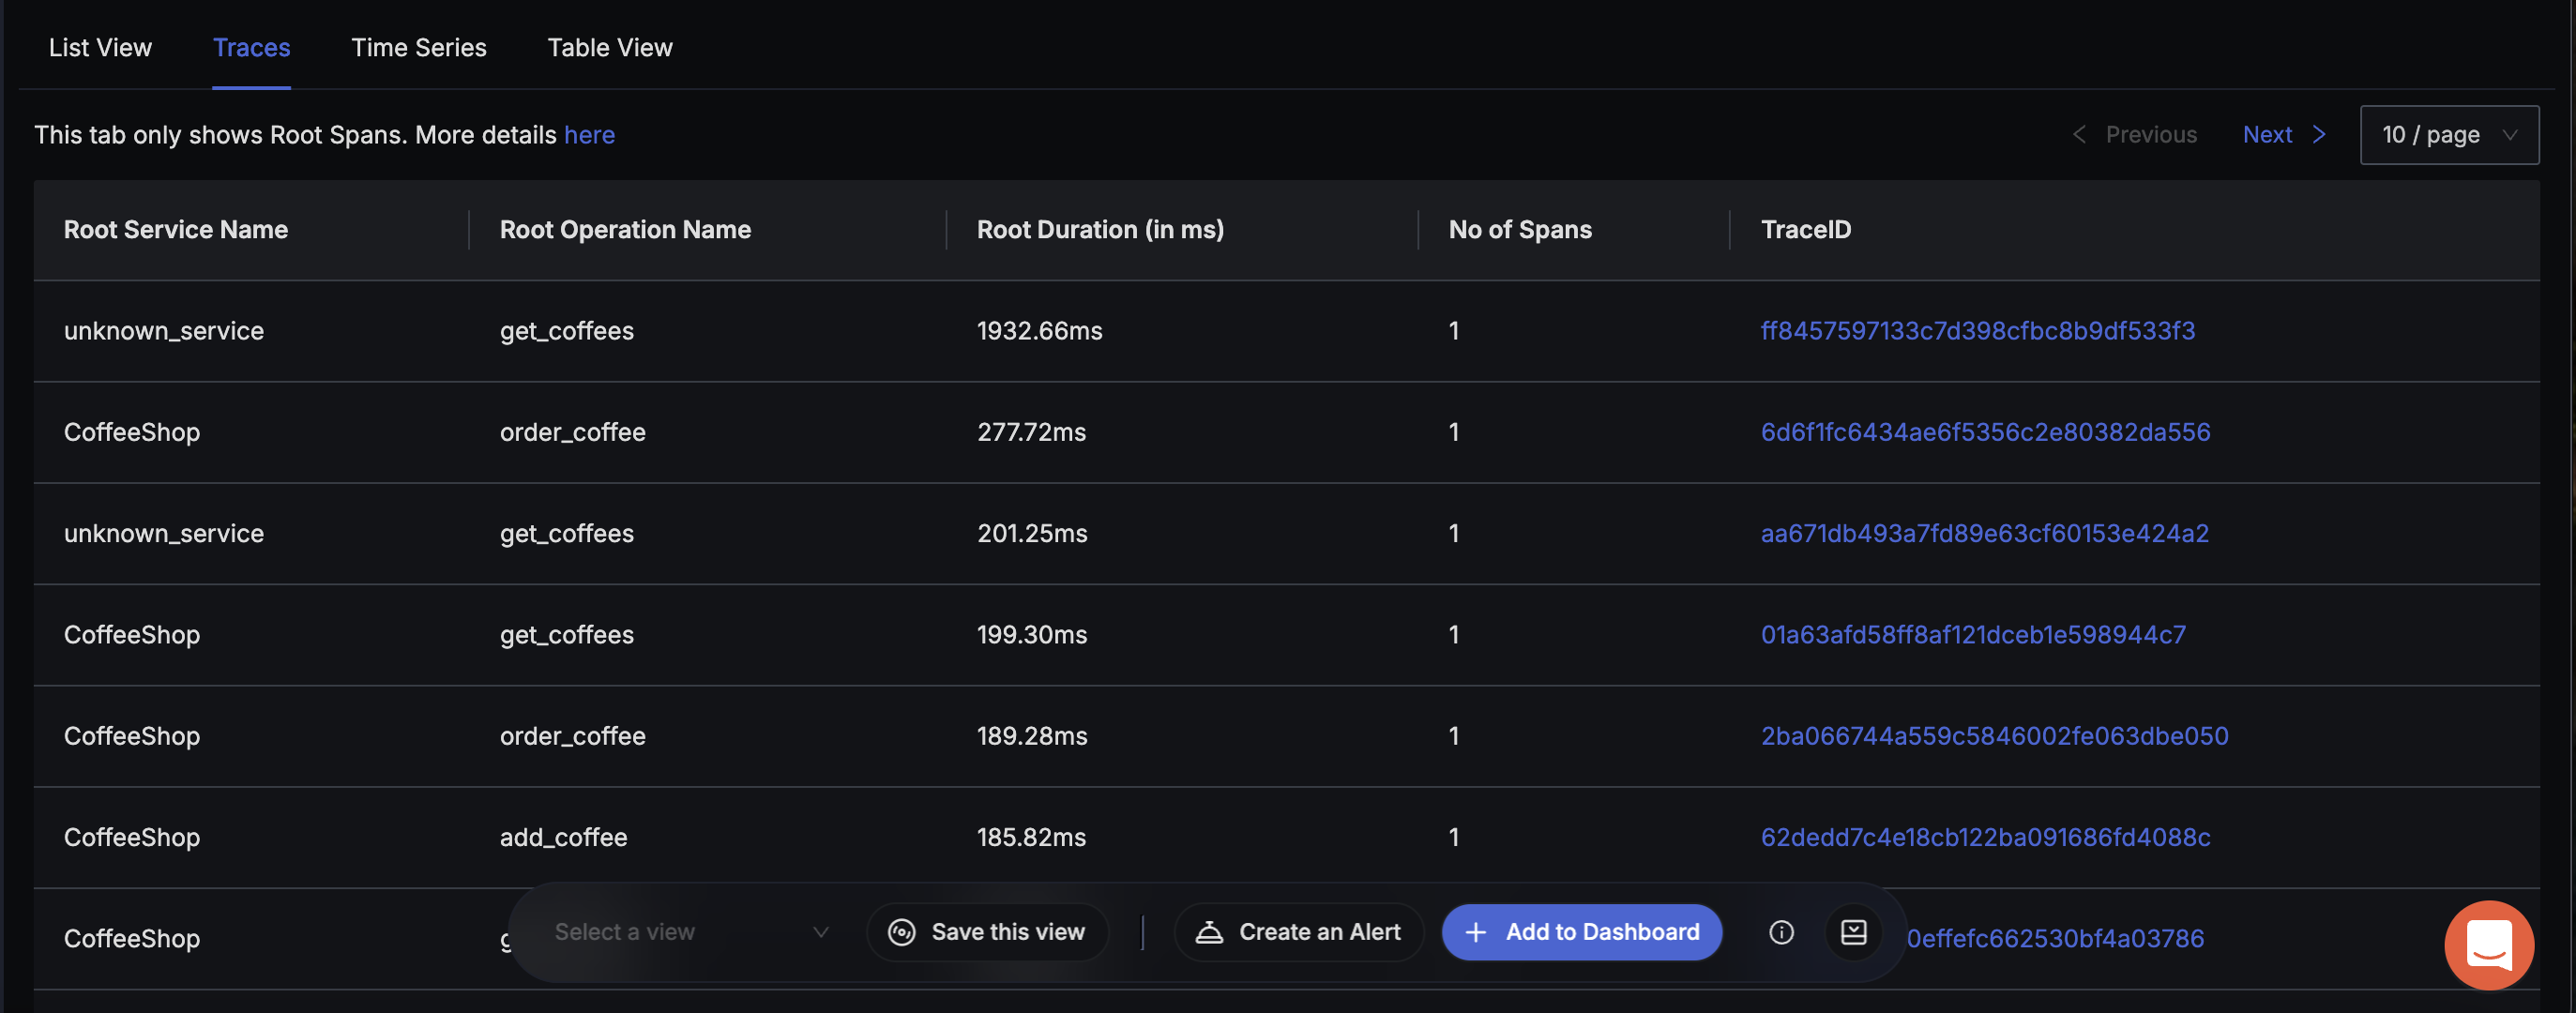 List View Traces Time Series Table View
This tab only shows Root Spans. More details here Previous Next 10 / page
Root Service Name Root Operation Name Root Duration (in ms) No of Spans TraceID
unknown_service get_coffees 1932.66ms 1 ff8457597133c7d398cfbc8b9df533f3
CoffeeShop order_coffee 277.72ms 1 6d6f1fc6434ae6f5356c2e80382da556
unknown_service get_coffees 201.25ms 1 aa671db493a7fd89e63cf60153e424a2
CoffeeShop get_coffees 199.30ms 1 01a63afd58ff8af121dceb1e598944c7
CoffeeShop order_coffee 189.28ms 1 2ba066744a559c5846002fe063dbe050
CoffeeShop add_coffee 185.82ms 1 62dedd7c4e18cb122ba091686fd4088c
CoffeeShop 0effefc662530bf4a03786
Select a view Save this view Create an Alert + Add to Dashboard